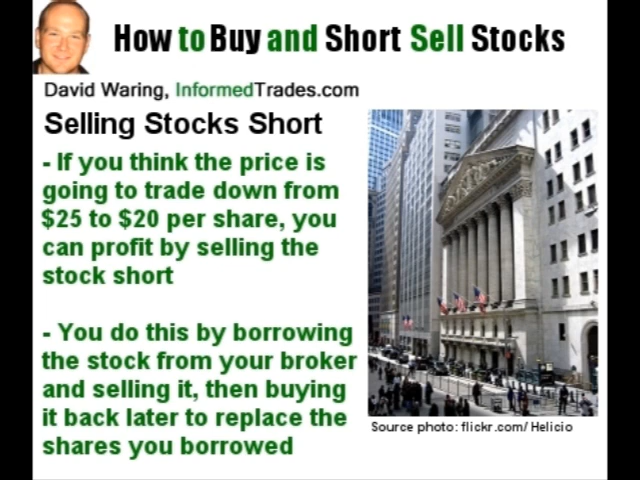 How to Buy and Short Sell Stocks
David Waring, InformedTrades.com
Selling Stocks Short
- If you think the price is
going to trade down from
$25 to $20 per share, you
can profit by selling the
stock short
- You do this by borrowing
the stock from your broker
and selling it, then buying
it back later to replace the
shares you borrowed
Source photo: flickr.com/ Helicio